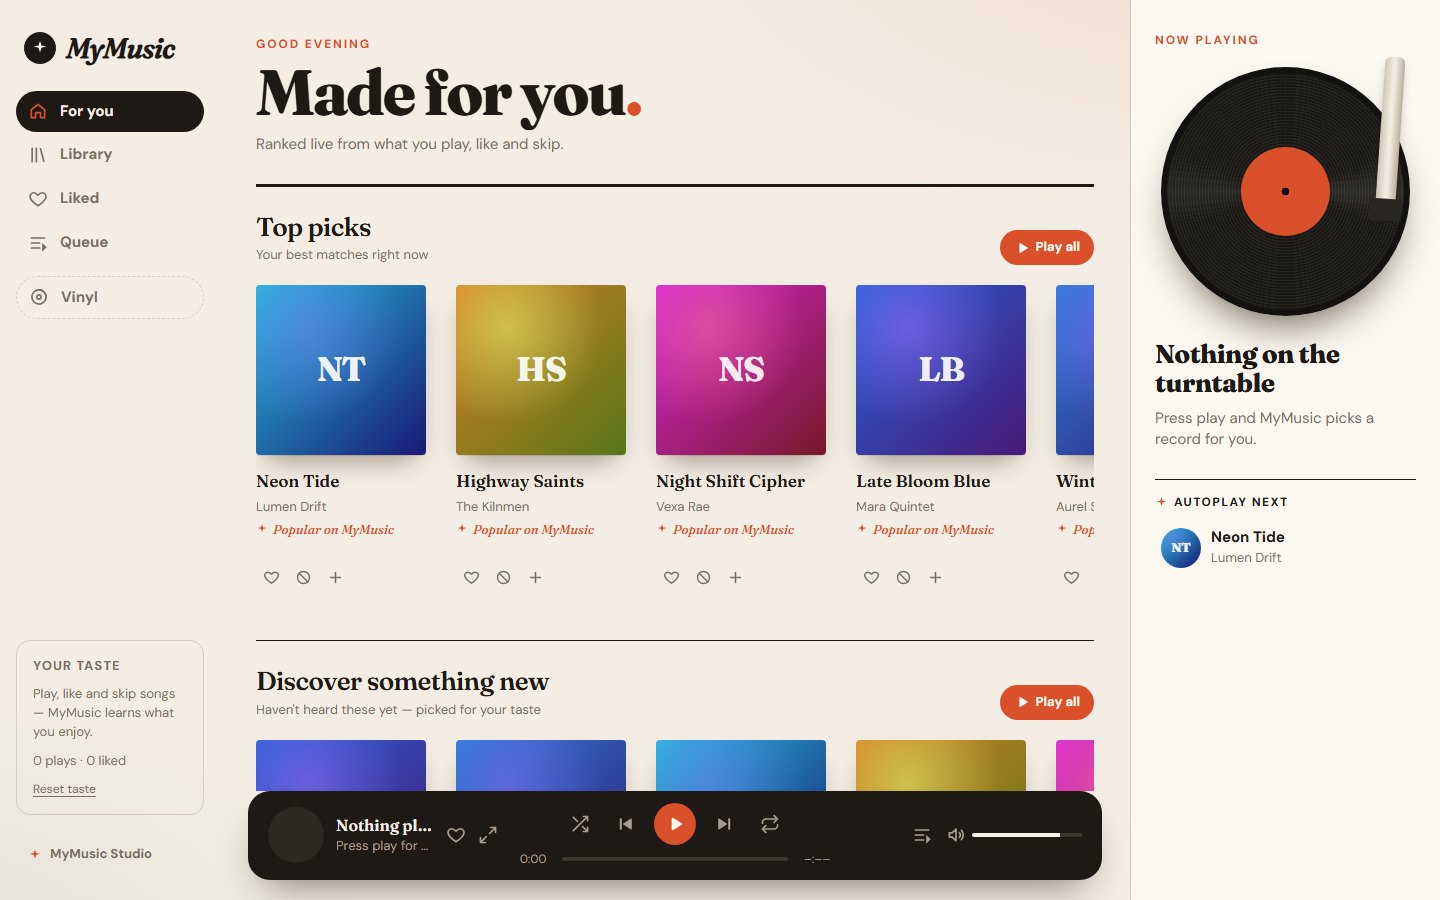 MyMusic
For you
Library
Liked
Queue
Vinyl
YOUR TASTE
Play, like and skip songs
— MyMusic learns what
you enjoy.
0 plays · 0 liked
Reset taste
MyMusic Studio
GOOD EVENING
Made for you.
Ranked live from what you play, like and skip.
Top picks
Your best matches right now
Play all
NT
HS
NS
LB
Neon Tide
Highway Saints
Night Shift Cipher
Late Bloom Blue
Wint
Lumen Drift
The Kilnmen
Vexa Rae
Mara Quintet
Aurel S
Popular on MyMusic
Popular on MyMusic
Popular on MyMusic
Popular on MyMusic
Pop
Discover something new
Haven't heard these yet — picked for your taste
Play all
Nothing pl...
Press play for ...
0:00
-:--
NOW PLAYING
Nothing on the
turntable
Press play and MyMusic picks a
record for you.
AUTOPLAY NEXT
NT
Neon Tide
Lumen Drift